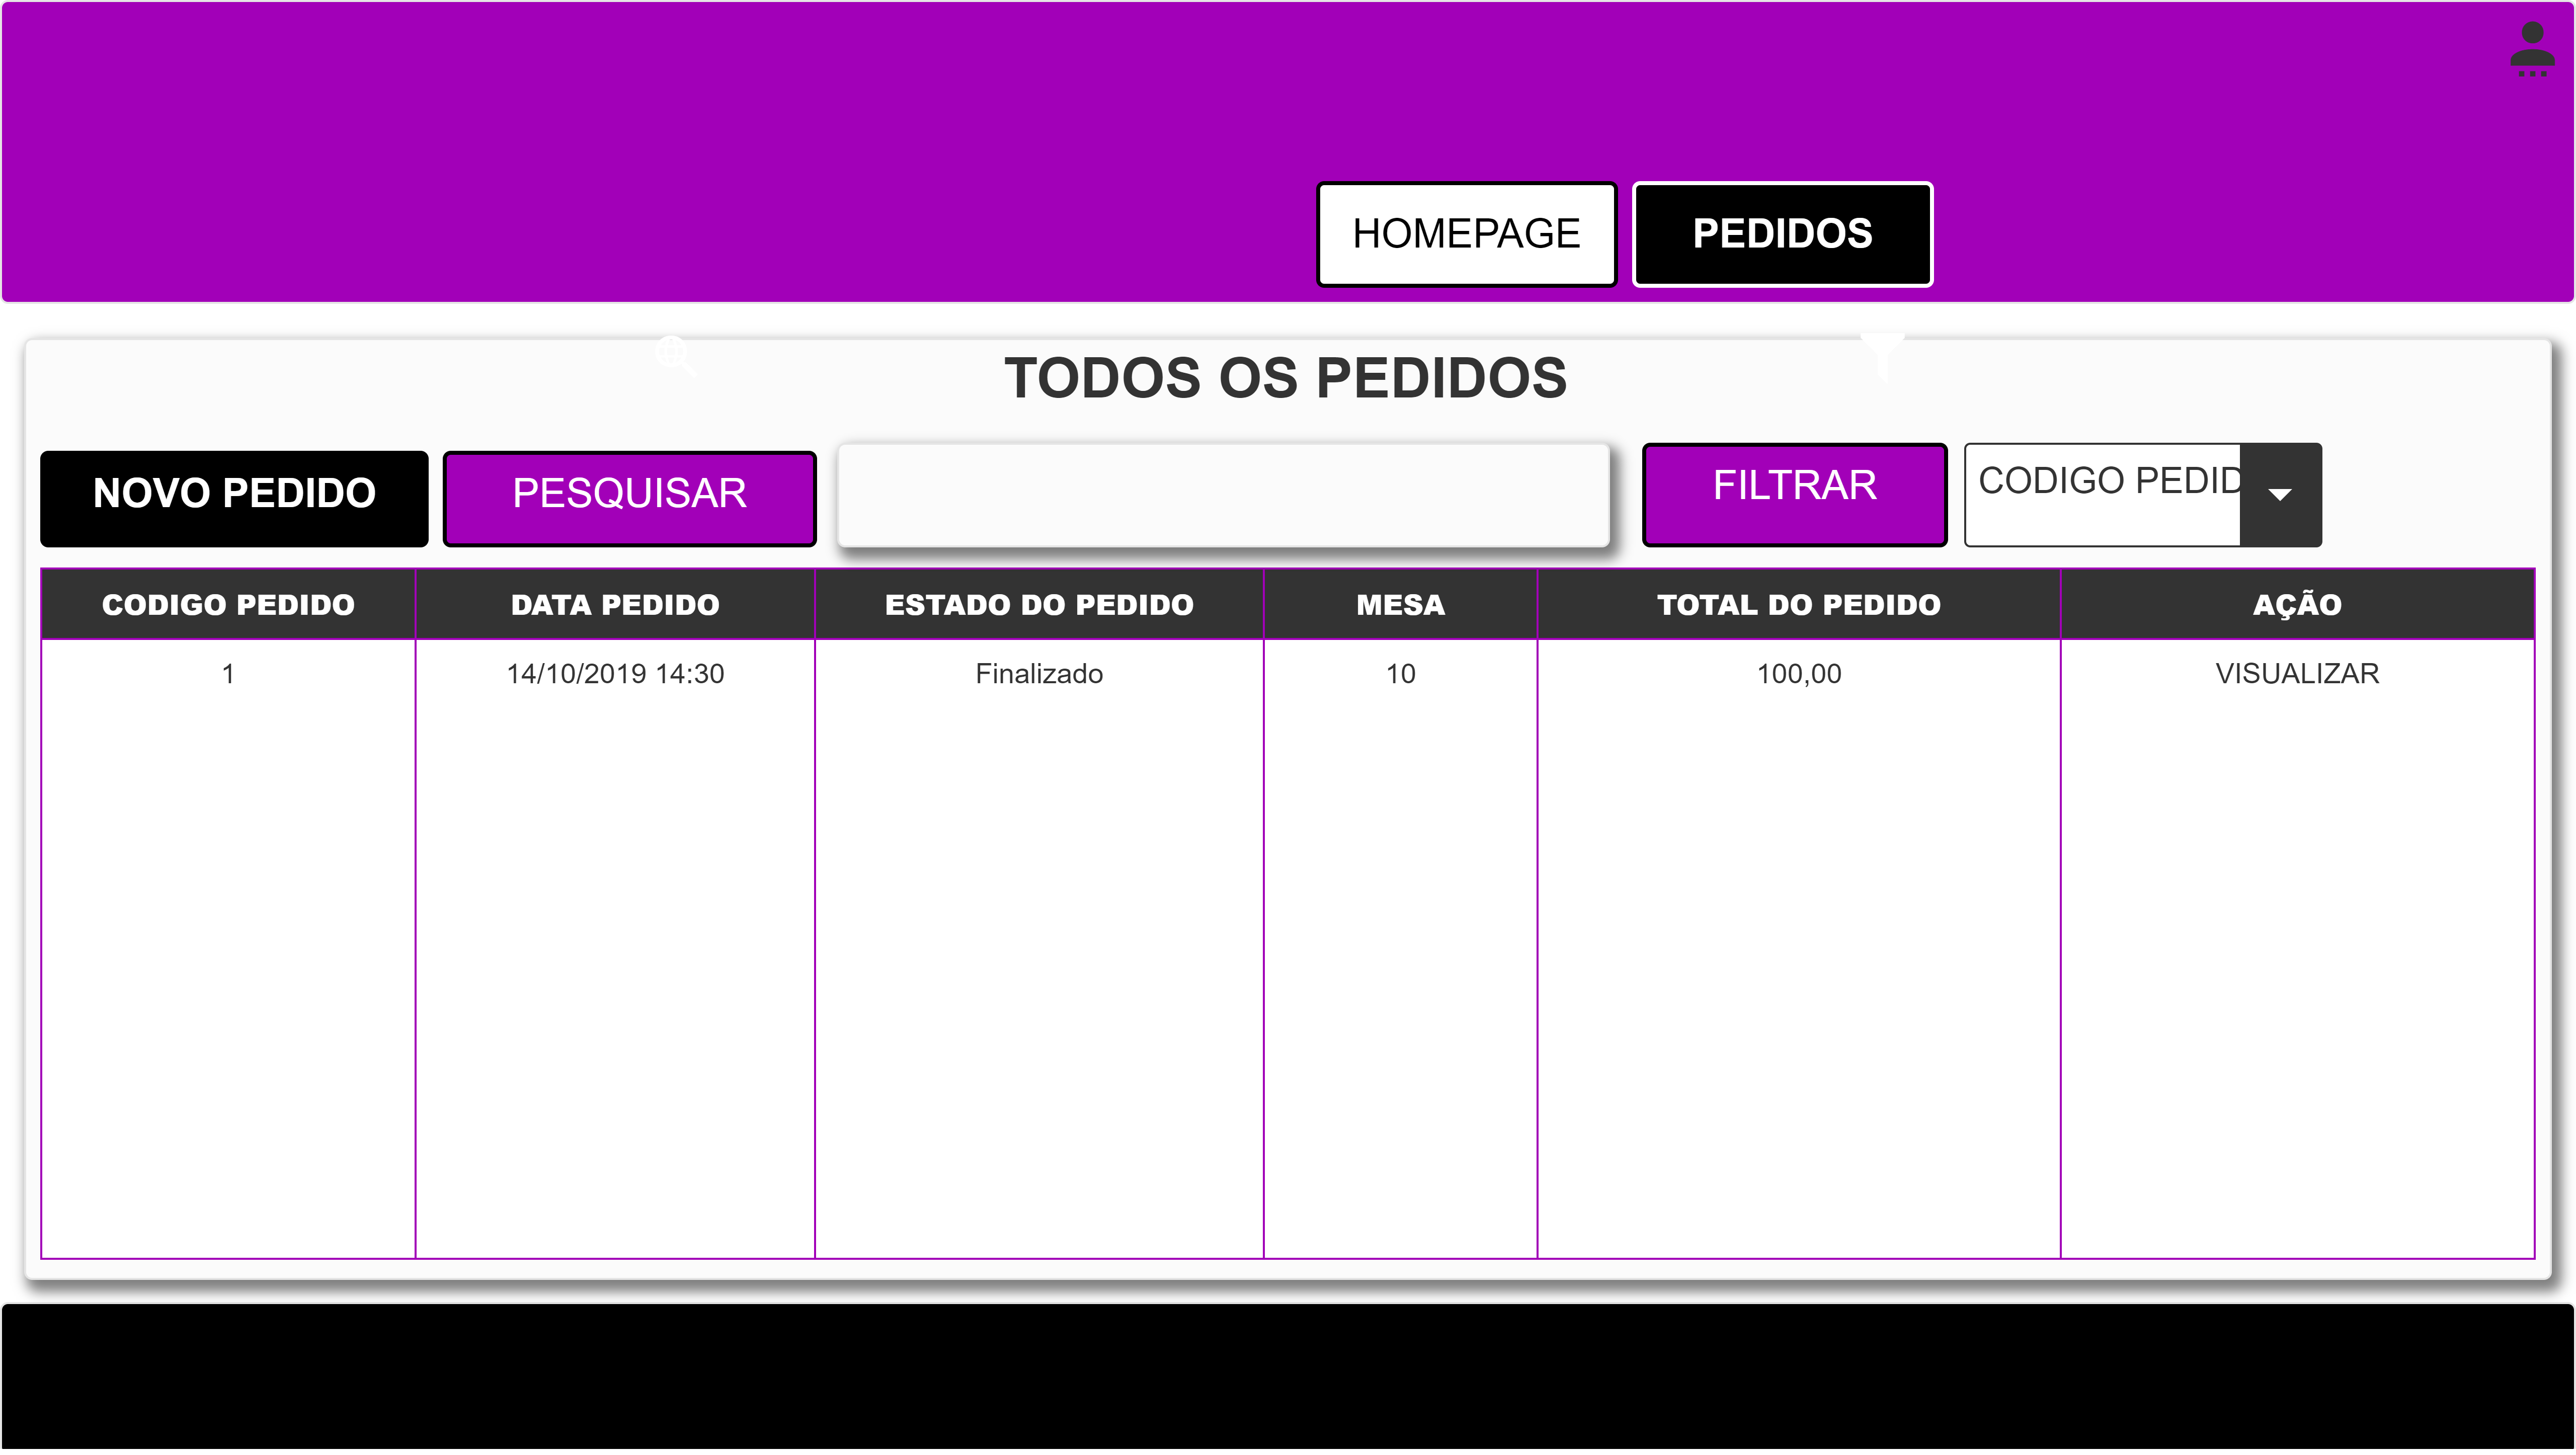 HOMEPAGE PEDIDOS
TODOS OS PEDIDOS
NOVO PEDIDO PESQUISAR FILTRAR CODIGO PEDID
CODIGO PEDIDO DATA PEDIDO ESTADO DO PEDIDO MESA TOTAL DO PEDIDO AÇÃO
1 14/10/2019 14:30 Finalizado 10 100,00 VISUALIZAR